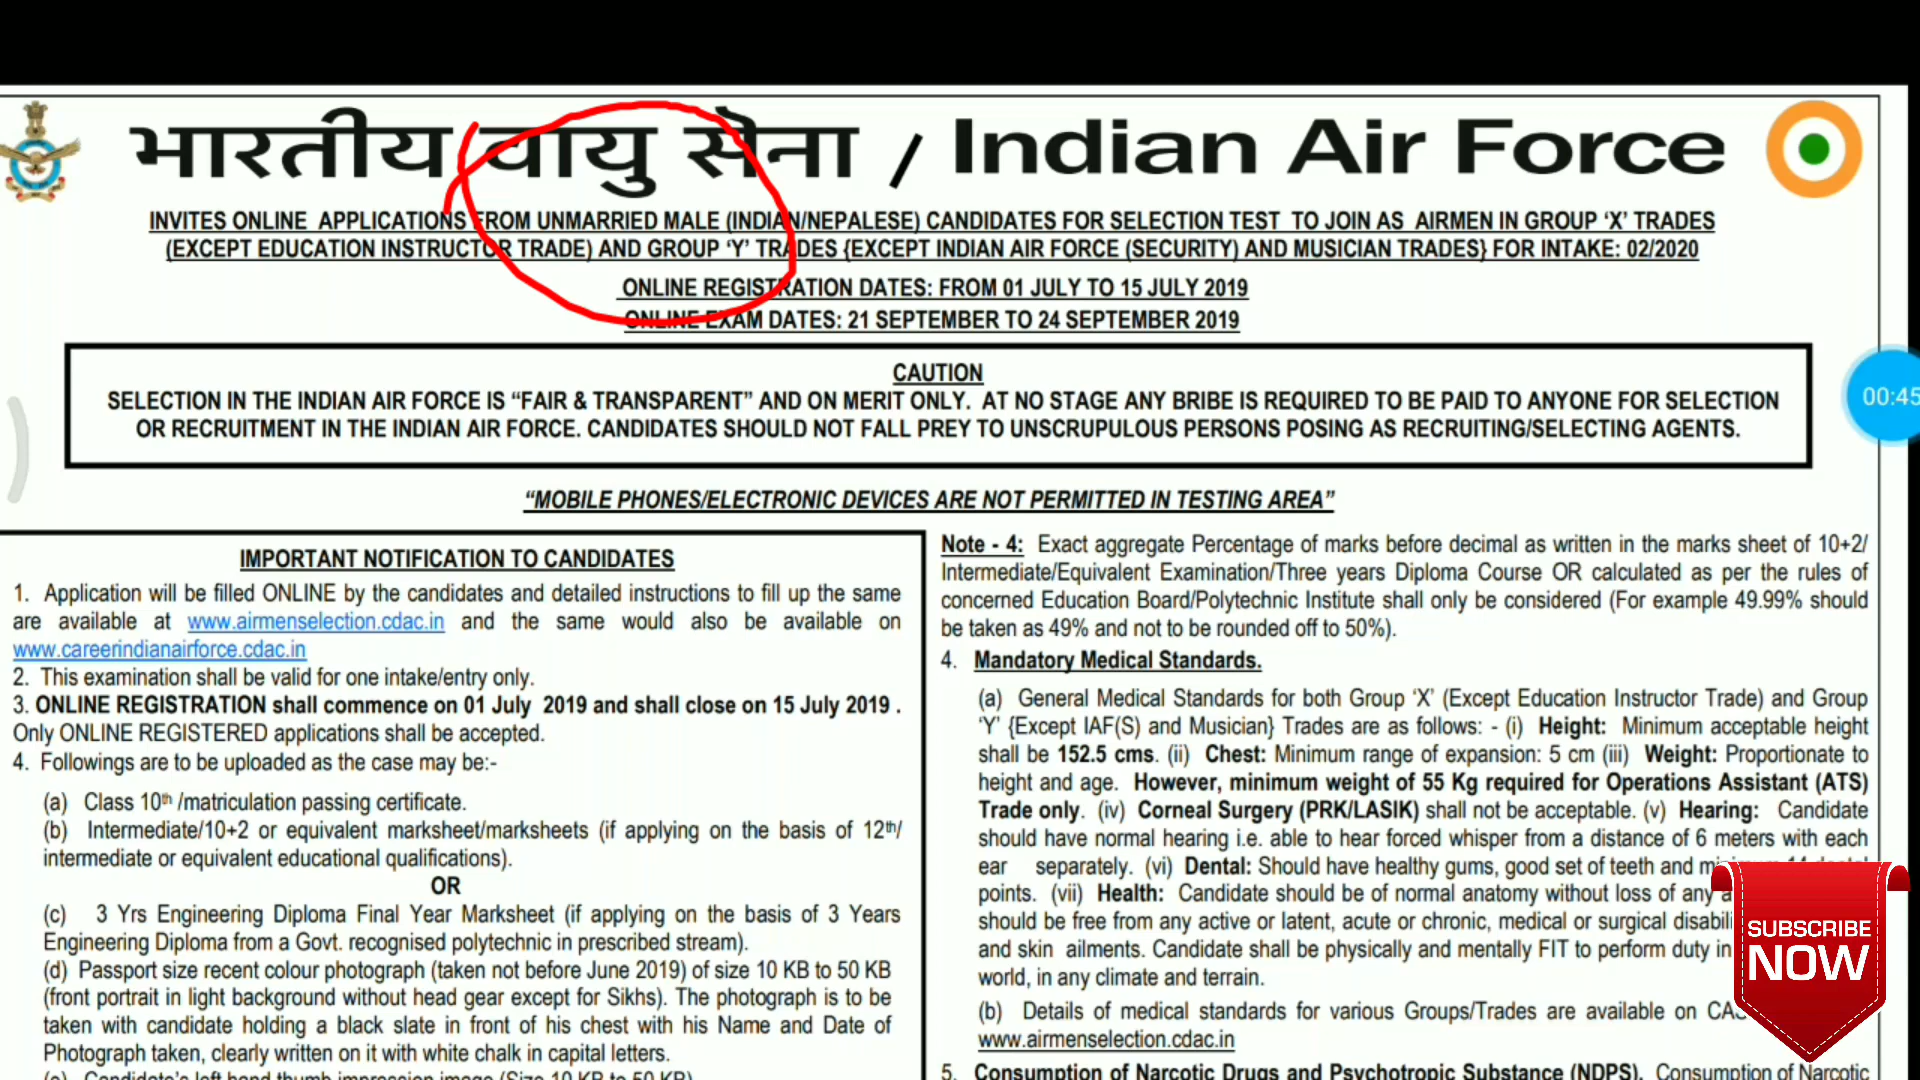 भारतीय वायु सेना / Indian Air Force
INVITES ONLINE APPLICATIONS FROM UNMARRIED MALE (INDIAN/NEPALESE) CANDIDATES FOR SELECTION TEST TO JOIN AS AIRMEN IN GROUP ‘X’ TRADES
(EXCEPT EDUCATION INSTRUCTOR TRADE) AND GROUP ‘Y’ TRADES {EXCEPT INDIAN AIR FORCE (SECURITY) AND MUSICIAN TRADES} FOR INTAKE: 02/2020
ONLINE REGISTRATION DATES: FROM 01 JULY TO 15 JULY 2019
ONLINE EXAM DATES: 21 SEPTEMBER TO 24 SEPTEMBER 2019
CAUTION
SELECTION IN THE INDIAN AIR FORCE IS “FAIR & TRANSPARENT” AND ON MERIT ONLY. AT NO STAGE ANY BRIBE IS REQUIRED TO BE PAID TO ANYONE FOR SELECTION
OR RECRUITMENT IN THE INDIAN AIR FORCE. CANDIDATES SHOULD NOT FALL PREY TO UNSCRUPULOUS PERSONS POSING AS RECRUITING/SELECTING AGENTS.
00:45
“MOBILE PHONES/ELECTRONIC DEVICES ARE NOT PERMITTED IN TESTING AREA”
IMPORTANT NOTIFICATION TO CANDIDATES
1. Application will be filled ONLINE by the candidates and detailed instructions to fill up the same
are available at www.airmenselection.cdac.in and the same would also be available on
www.careerindianairforce.cdac.in
2. This examination shall be valid for one intake/entry only.
3. ONLINE REGISTRATION shall commence on 01 July 2019 and shall close on 15 July 2019 .
Only ONLINE REGISTERED applications shall be accepted.
4. Followings are to be uploaded as the case may be:-
(a) Class 10th /matriculation passing certificate.
(b) Intermediate/10+2 or equivalent marksheet/marksheets (if applying on the basis of 12th/
intermediate or equivalent educational qualifications).
OR
(c) 3 Yrs Engineering Diploma Final Year Marksheet (if applying on the basis of 3 Years
Engineering Diploma from a Govt. recognised polytechnic in prescribed stream).
(d) Passport size recent colour photograph (taken not before June 2019) of size 10 KB to 50 KB
(front portrait in light background without head gear except for Sikhs). The photograph is to be
taken with candidate holding a black slate in front of his chest with his Name and Date of
Photograph taken, clearly written on it with white chalk in capital letters.
(e) Candidate's left hand thumb impression image (Size 10 KB to 50 KB)
Note - 4: Exact aggregate Percentage of marks before decimal as written in the marks sheet of 10+2/
Intermediate/Equivalent Examination/Three years Diploma Course OR calculated as per the rules of
concerned Education Board/Polytechnic Institute shall only be considered (For example 49.99% should
be taken as 49% and not to be rounded off to 50%).
4. Mandatory Medical Standards.
(a) General Medical Standards for both Group ‘X’ (Except Education Instructor Trade) and Group
‘Y’ {Except IAF(S) and Musician} Trades are as follows: - (i) Height: Minimum acceptable height
shall be 152.5 cms. (ii) Chest: Minimum range of expansion: 5 cm (iii) Weight: Proportionate to
height and age. However, minimum weight of 55 Kg required for Operations Assistant (ATS)
Trade only. (iv) Corneal Surgery (PRK/LASIK) shall not be acceptable. (v) Hearing: Candidate
should have normal hearing i.e. able to hear forced whisper from a distance of 6 meters with each
ear separately. (vi) Dental: Should have healthy gums, good set of teeth and
points. (vii) Health: Candidate should be of normal anatomy without loss of any
should be free from any active or latent, acute or chronic, medical or surgical
and skin ailments. Candidate shall be physically and mentally FIT to perform duty in
world, in any climate and terrain.
(b) Details of medical standards for various Groups/Trades are available on
www.airmenselection.cdac.in
5. Consumption of Narcotic Drugs and Psychotropic Substance (NDPS). Consumption of Narcotic
SUBSCRIBE
NOW